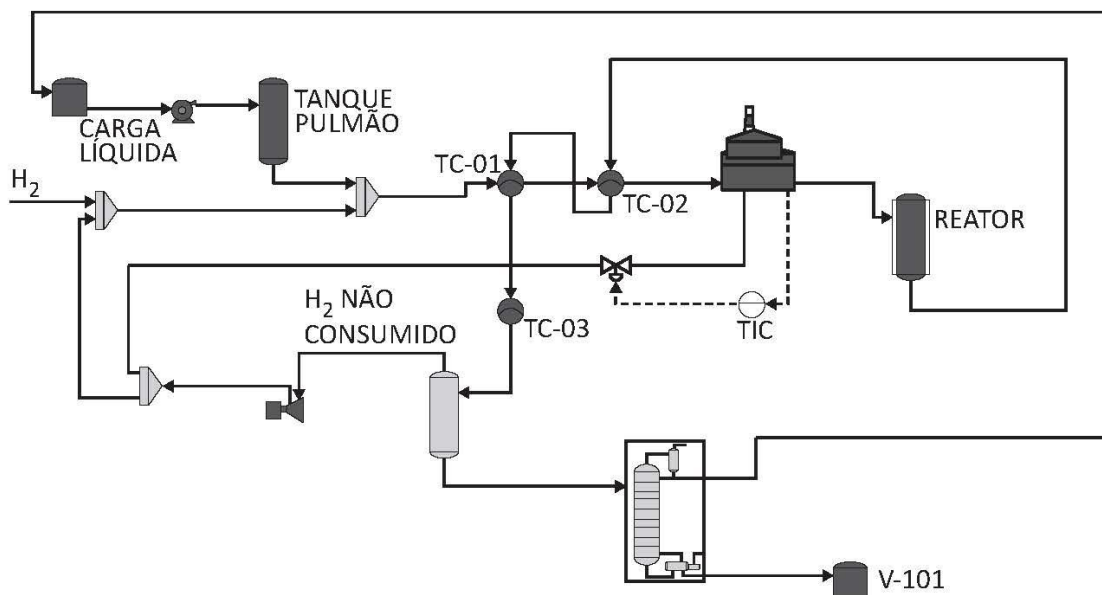 TANQUE
PULMÃO
CARGA
LÍQUIDA
H2
TC-01
TC-02
REATOR
H2 NÃO
CONSUMIDO
TC-03
TIC
V-101